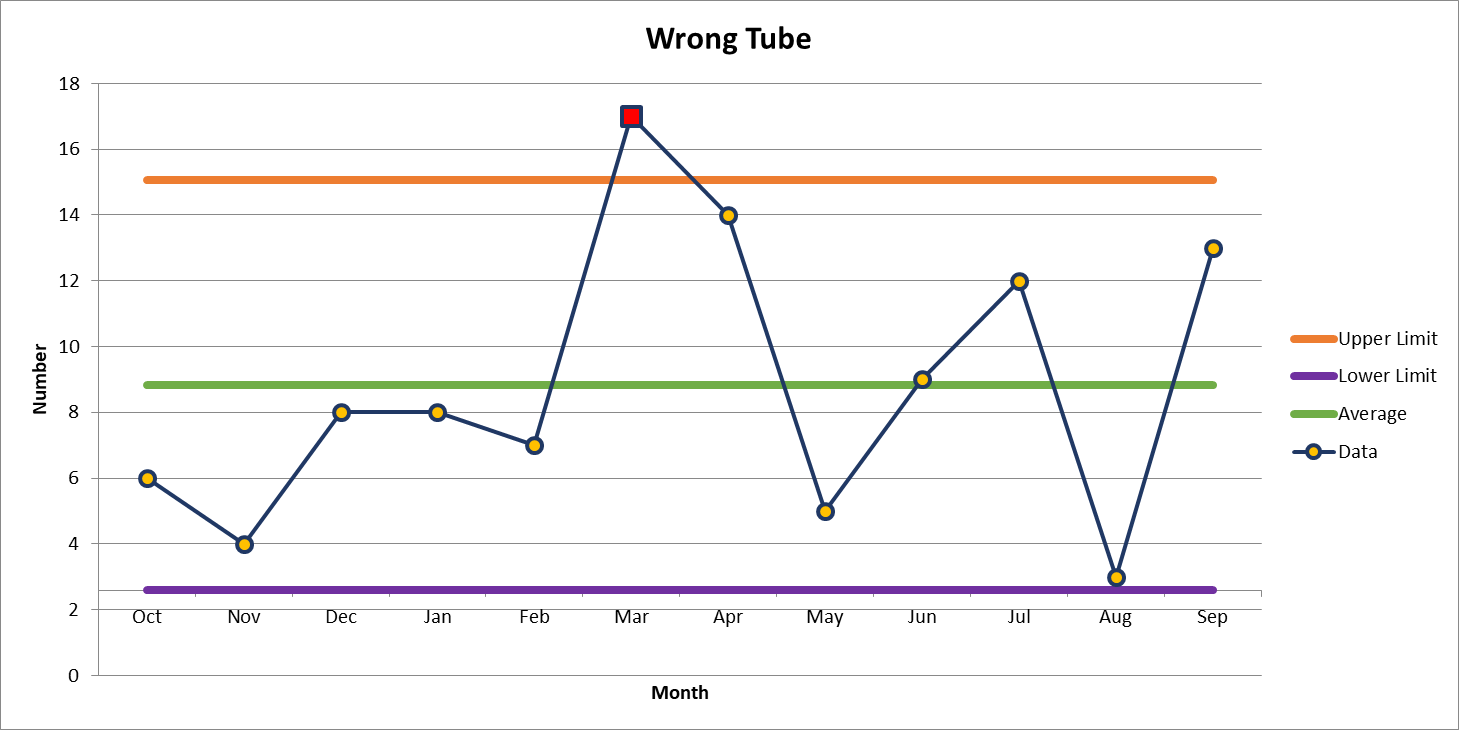 Wrong Tube
18
16
14
12
10
8
6
4
2
0
Number
Oct Nov Dec Jan Feb Mar Apr May Jun Jul Aug Sep
Month
Upper Limit
Lower Limit
Average
Data